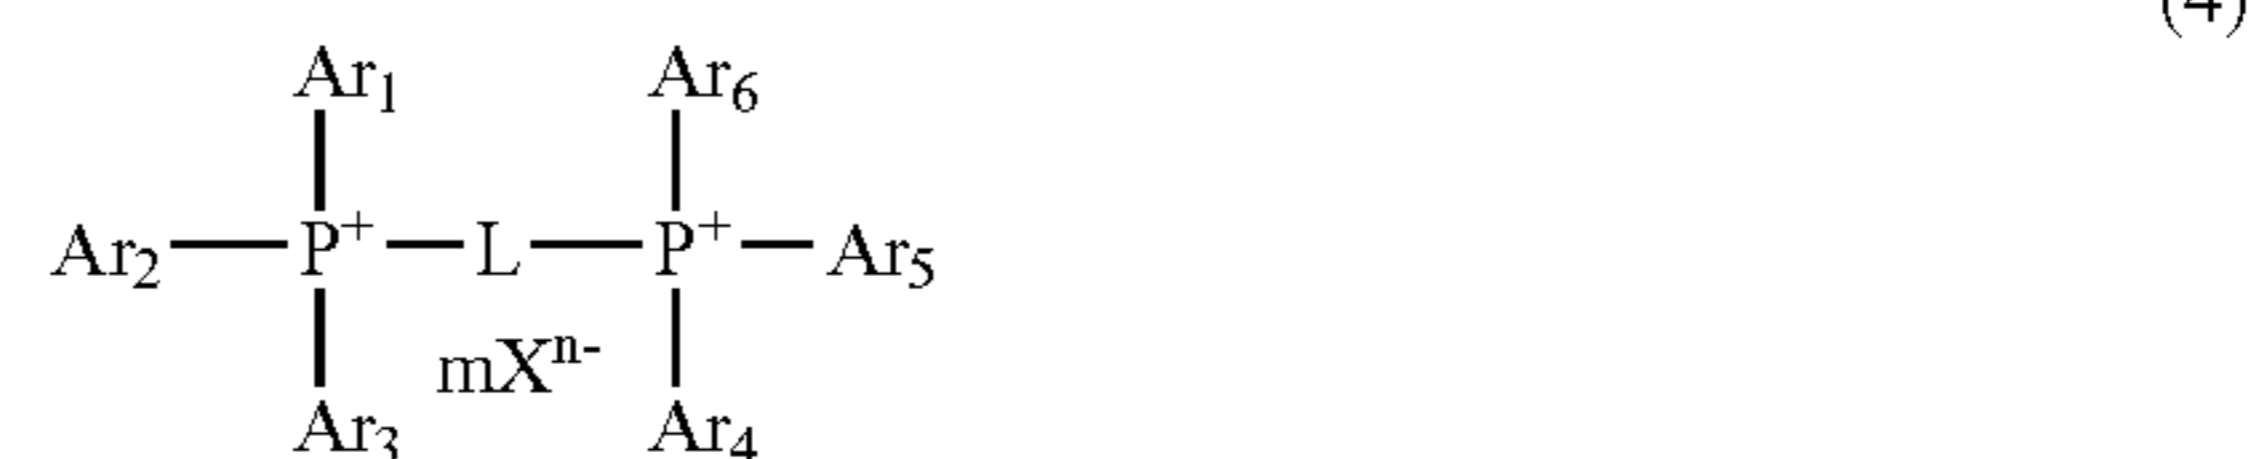 (4)
Ar₁ Ar₆
Ar₂ P⁺ L P⁺ Ar₅
mXⁿ⁻
Ar₃ Ar₄